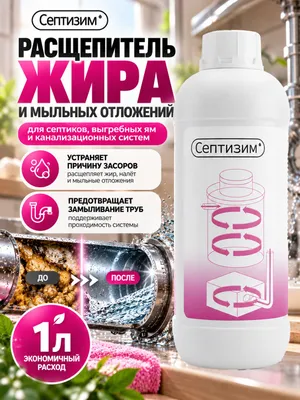 Септизим+
РАСЩЕПИТЕЛЬ
ЖИРА
И МЫЛЬНЫХ ОТЛОЖЕНИЙ
для септиков, выгребных ям
и канализационных систем
УСТРАНЯЕТ
ПРИЧИНУ ЗАСОРОВ
расщепляет жир, налёт
и мыльные отложения
ПРЕДОТВРАЩАЕТ
ЗАМЫЛИВАНИЕ ТРУБ
поддерживает
проходимость системы
Септизим+
ДО
ПОСЛЕ
1л
ЭКОНОМИЧНЫЙ
РАСХОД